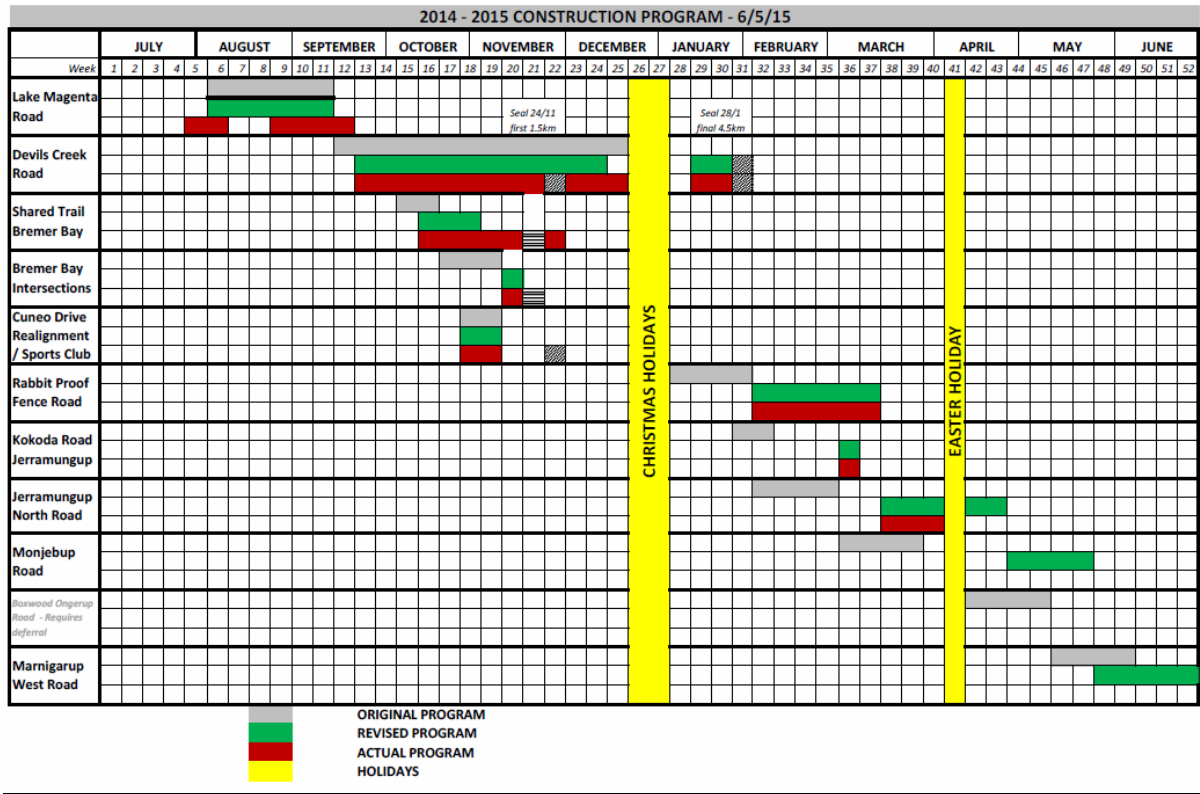 2014 - 2015 CONSTRUCTION PROGRAM - 6/5/15
JULY AUGUST SEPTEMBER OCTOBER NOVEMBER DECEMBER JANUARY FEBRUARY MARCH APRIL MAY JUNE
Week 1 2 3 4 5 6 7 8 9 10 11 12 14 15 16 17 18 19 20 21 22 23 24 25 26 27 28 29 30 31 32 33 34 35 36 37 38 39 40 41 42 43 44 45 46 47 48 49 50 51 52
Lake Magenta
Road
Seal 24/11
first 1.5km
Seal 28/1
final 4.5km
Devils Creek
Road
Shared Trail
Bremer Bay
Bremer Bay
Intersections
Cuneo Drive
Realignment
/ Sports Club
Rabbit Proof
Fence Road
Kokoda Road
Jerramungup
Jerramungup
North Road
Monjebup
Road
Boxwood Ongerup
Road - Requires
deferral
Marnigarup
West Road
CHRISTMAS HOLIDAYS
EASTER HOLIDAY
ORIGINAL PROGRAM
REVISED PROGRAM
ACTUAL PROGRAM
HOLIDAYS